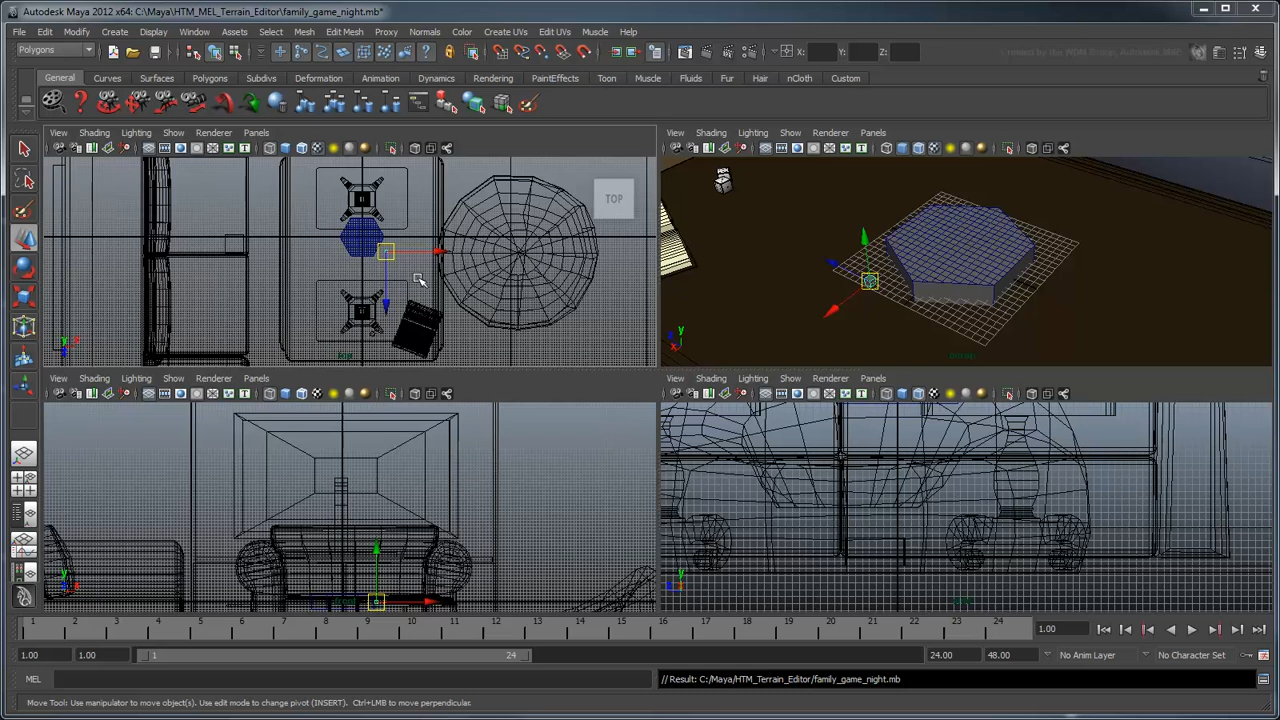 Autodesk Maya 2012 x64: C:\Maya\HTM_MEL_Terrain_Editor/family_game_night.mb*
File Edit Modify Create Display Window Assets Select Mesh Edit Mesh Proxy Normals Color Create UVs Edit UVs Muscle Help
Polygons X: Y: Z:
General Curves Surfaces Polygons Subdivs Deformation Animation Dynamics Rendering PaintEffects Toon Muscle Fluids Fur Hair nCloth Custom
View Shading Lighting Show Renderer Panels
View Shading Lighting Show Renderer Panels
TOP
y
x
z
y
x
z
persp
View Shading Lighting Show Renderer Panels
View Shading Lighting Show Renderer Panels
1 2 3 4 5 6 7 8 9 10 11 12 13 14 15 16 17 18 19 20 21 22 23 24 1.00
1.00 1.00 1 24 24.00 48.00 No Anim Layer No Character Set
MEL // Result: C:/Maya/HTM_Terrain_Editor/family_game_night.mb
Move Tool: Use manipulator to move object(s). Use edit mode to change pivot (INSERT). Ctrl+LMB to move perpendicular.